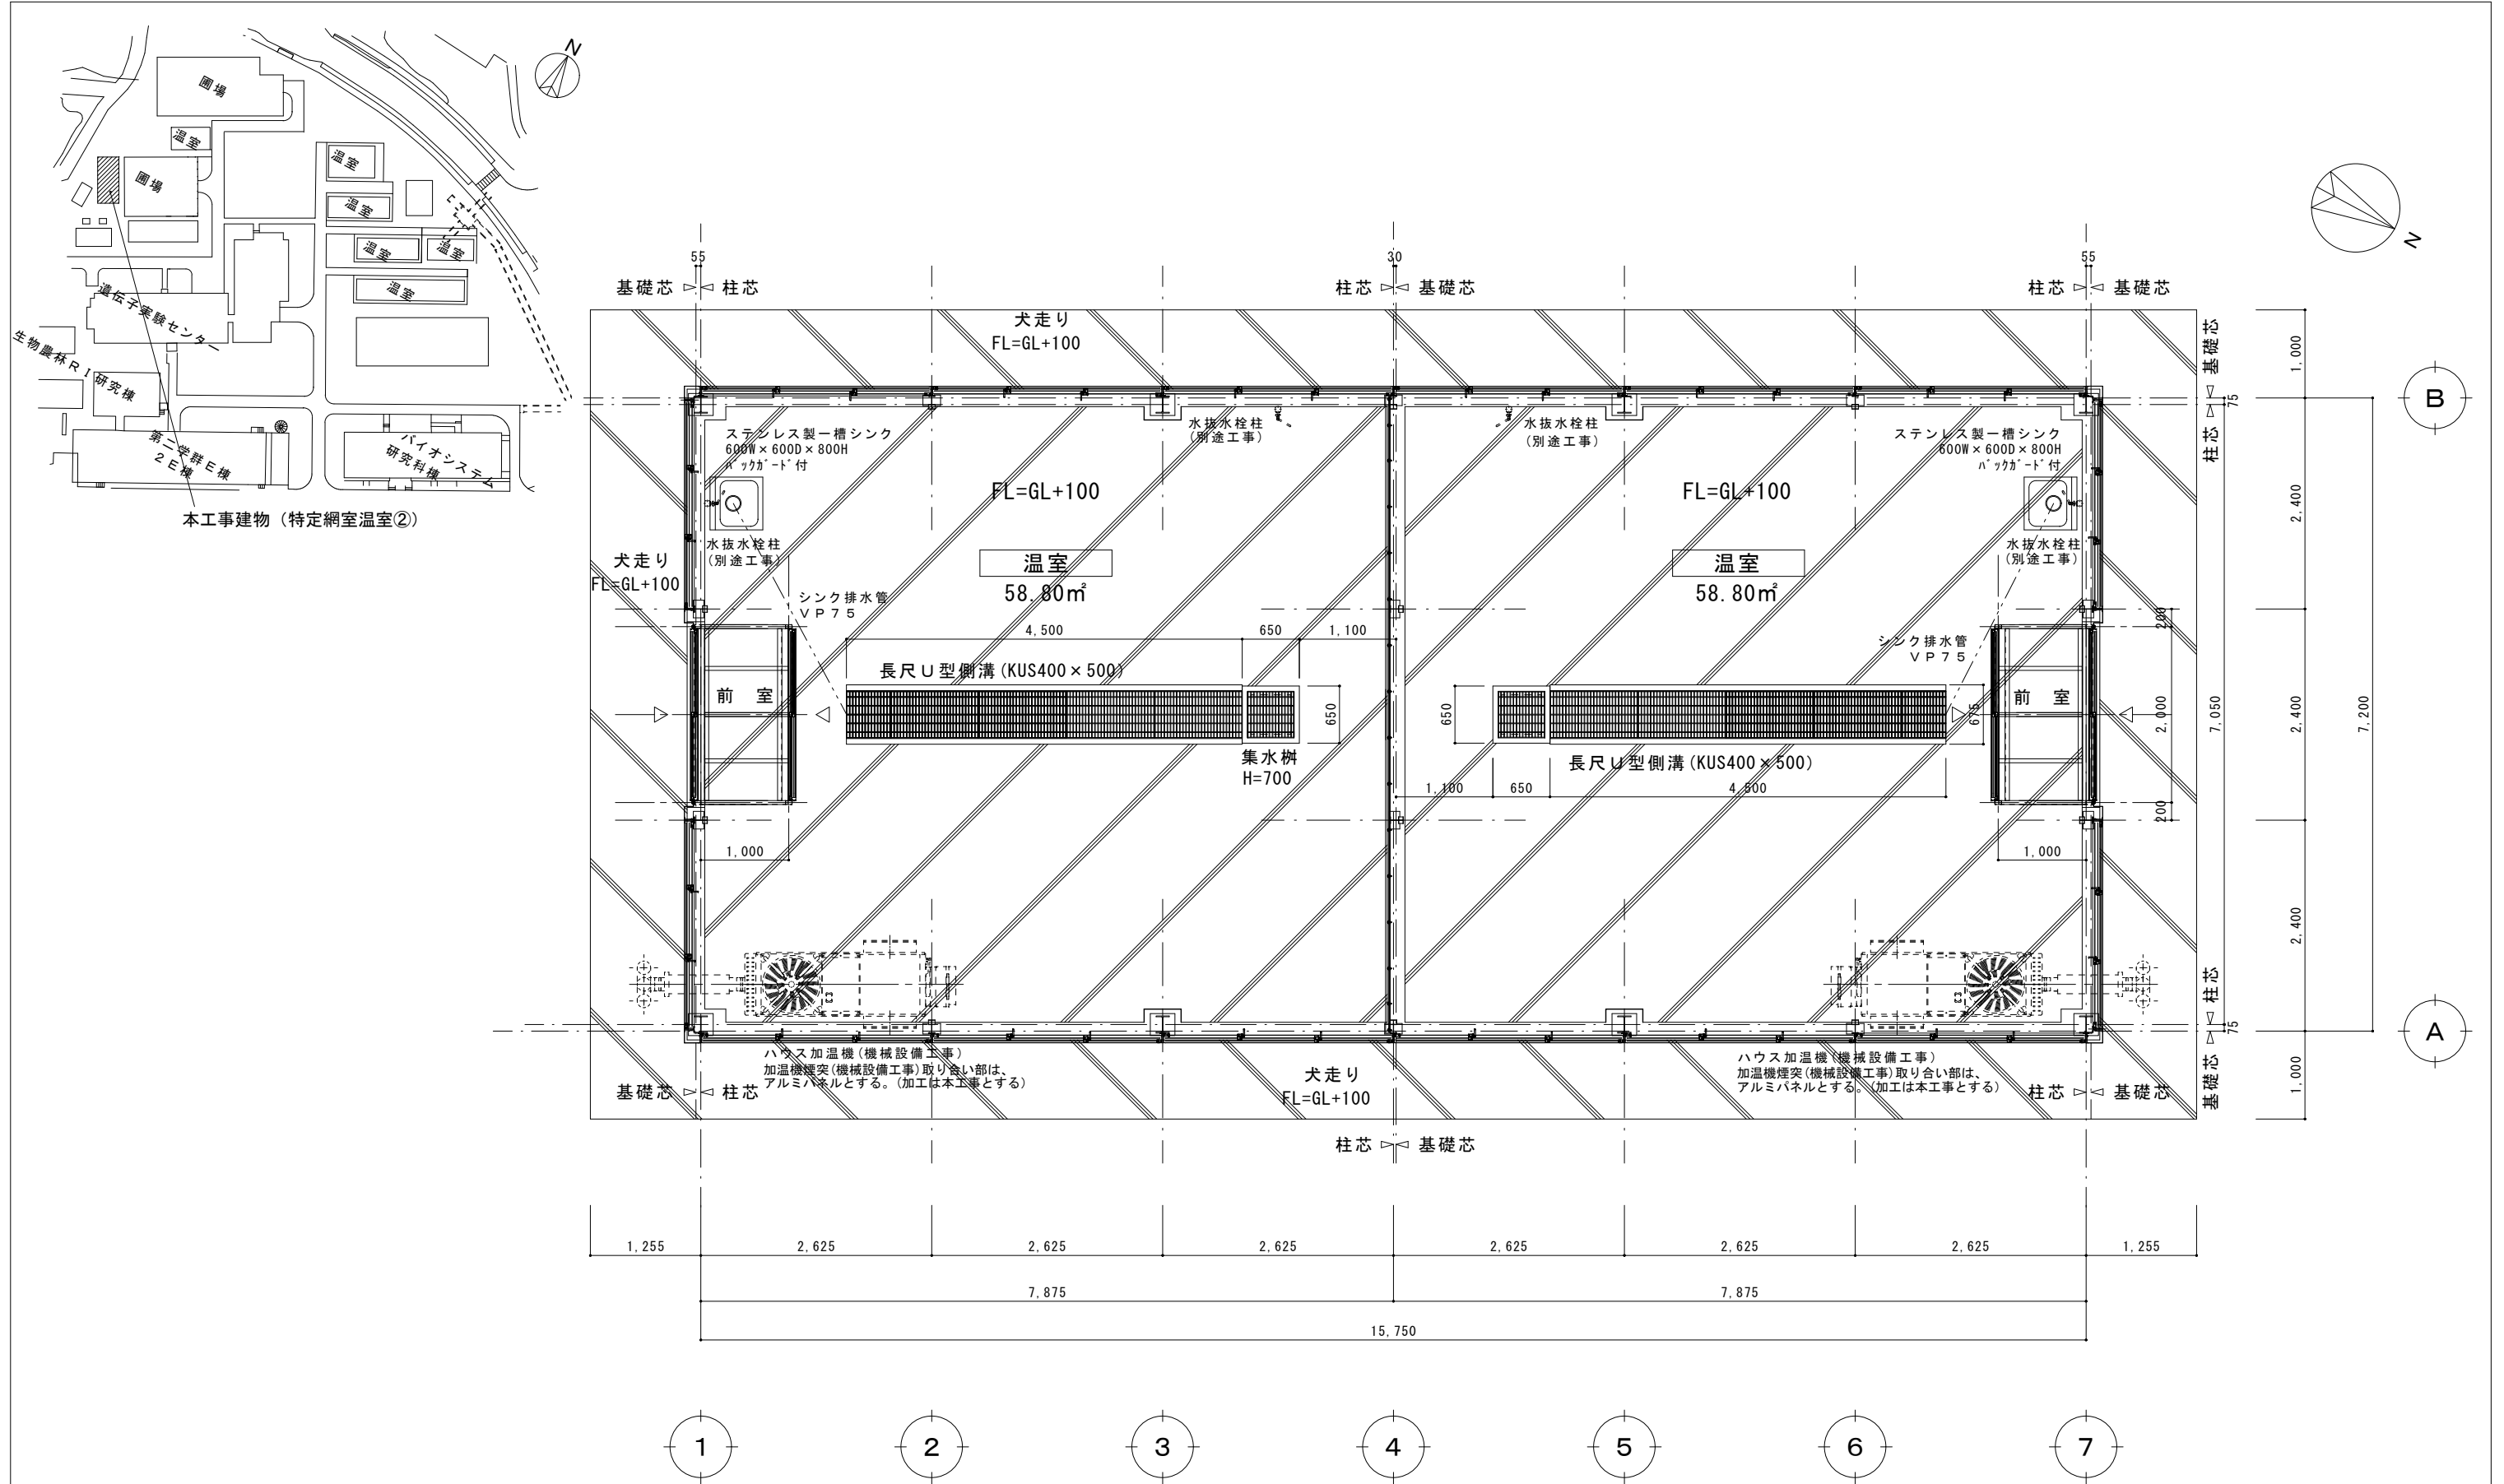 N
圃場
温室
圃場
温室
温室
温室
温室
温室
遺伝子実験センター
生物農林ＲＩ研究棟
第二学群Ｅ棟
２Ｅ棟
バイオシステム
研究科棟
本工事建物（特定網室温室②）
N
55
30
55
基礎芯
柱芯
柱芯
基礎芯
柱芯
基礎芯
犬走り
FL=GL+100
基礎芯
75
柱芯
1,000
B
ステンレス製一槽シンク
600W×600D×800H
バックガード付
水抜水栓柱
(別途工事)
水抜水栓柱
(別途工事)
ステンレス製一槽シンク
600W×600D×800H
バックガード付
FL=GL+100
FL=GL+100
2,400
水抜水栓柱
(別途工事)
水抜水栓柱
(別途工事)
犬走り
FL=GL+100
温室
58.80㎡
温室
58.80㎡
シンク排水管
ＶＰ７５
シンク排水管
ＶＰ７５
4,500
650
1,100
200
長尺Ｕ型側溝(KUS400×500)
前 室
650
650
675
前 室
2,000
2,400
7,050
7,200
集水桝
H=700
長尺Ｕ型側溝(KUS400×500)
1,100
650
4,500
200
1,000
1,000
2,400
柱芯
75
基礎芯
A
1,000
ハウス加温機(機械設備工事)
加温機煙突(機械設備工事)取り合い部は、
アルミパネルとする。(加工は本工事とする)
ハウス加温機(機械設備工事)
加温機煙突(機械設備工事)取り合い部は、
アルミパネルとする。(加工は本工事とする)
犬走り
FL=GL+100
基礎芯
柱芯
柱芯
基礎芯
柱芯
基礎芯
1,255
2,625
2,625
2,625
2,625
2,625
2,625
1,255
7,875
7,875
15,750
1
2
3
4
5
6
7